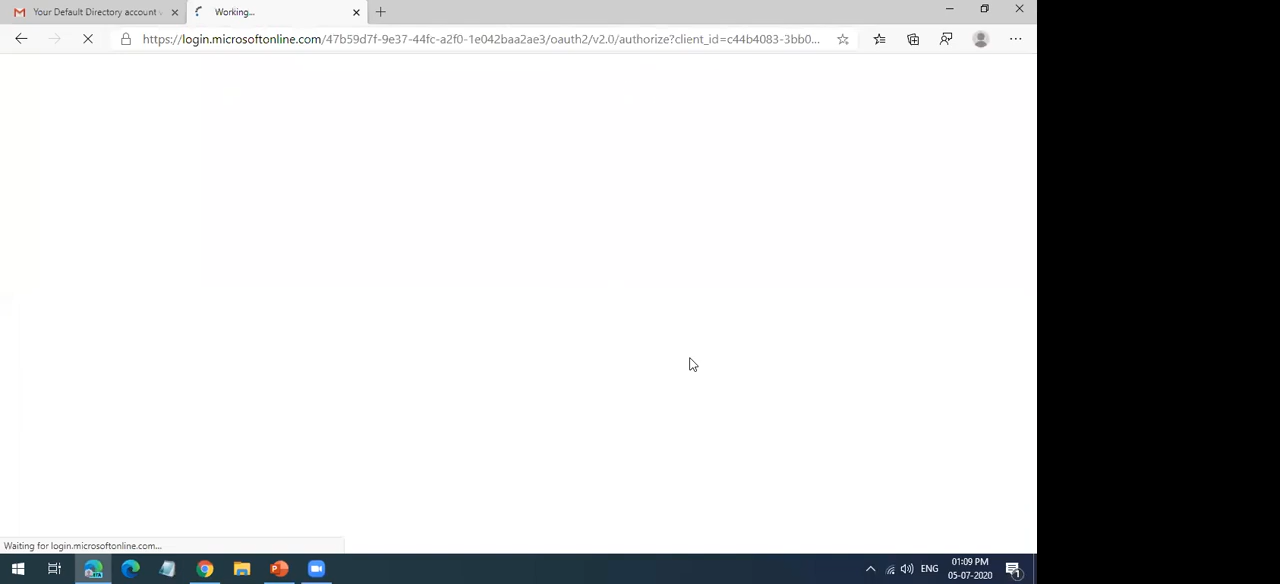 Your Default Directory account
Working...
https://login.microsoftonline.com/47b59d7f-9e37-44fc-a2f0-1e042baa2ae3/oauth2/v2.0/authorize?client_id=c44b4083-3bb0...
Waiting for login.microsoftonline.com...
ENG
01:09 PM
05-07-2020
1